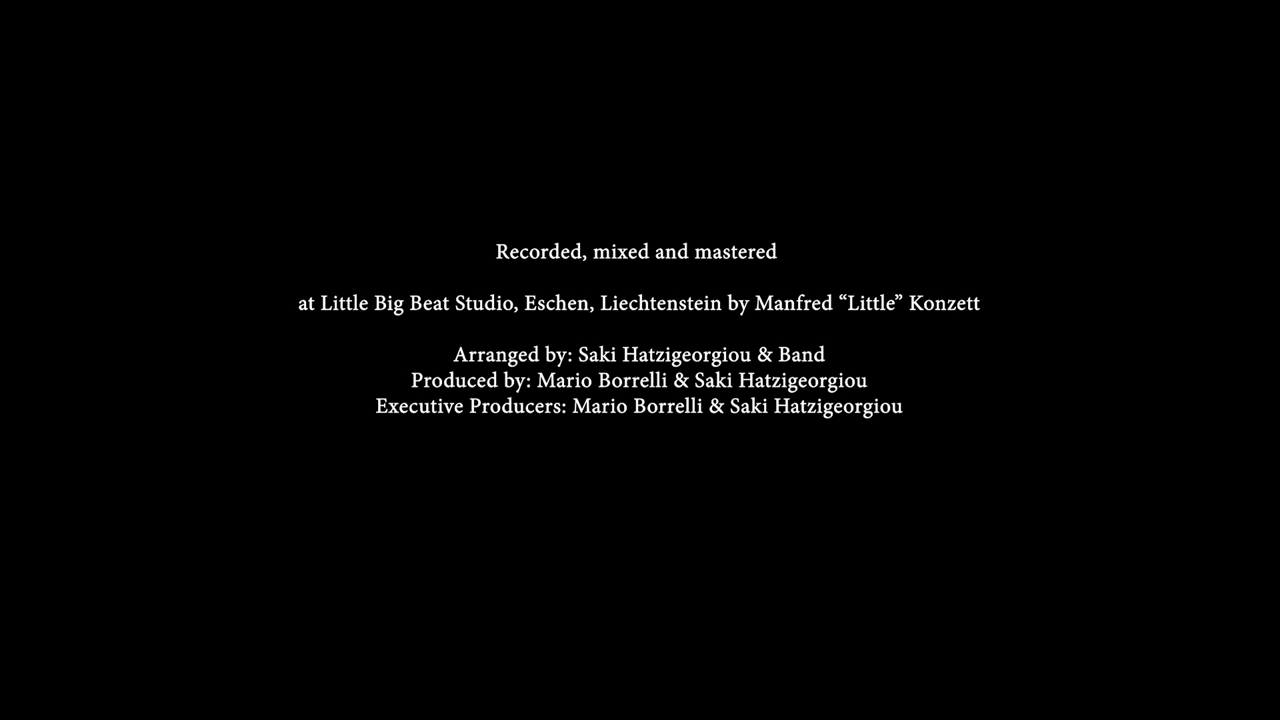 Recorded, mixed and mastered
at Little Big Beat Studio, Eschen, Liechtenstein by Manfred “Little” Konzett
Arranged by: Saki Hatzigeorgiou & Band
Produced by: Mario Borrelli & Saki Hatzigeorgiou
Executive Producers: Mario Borrelli & Saki Hatzigeorgiou